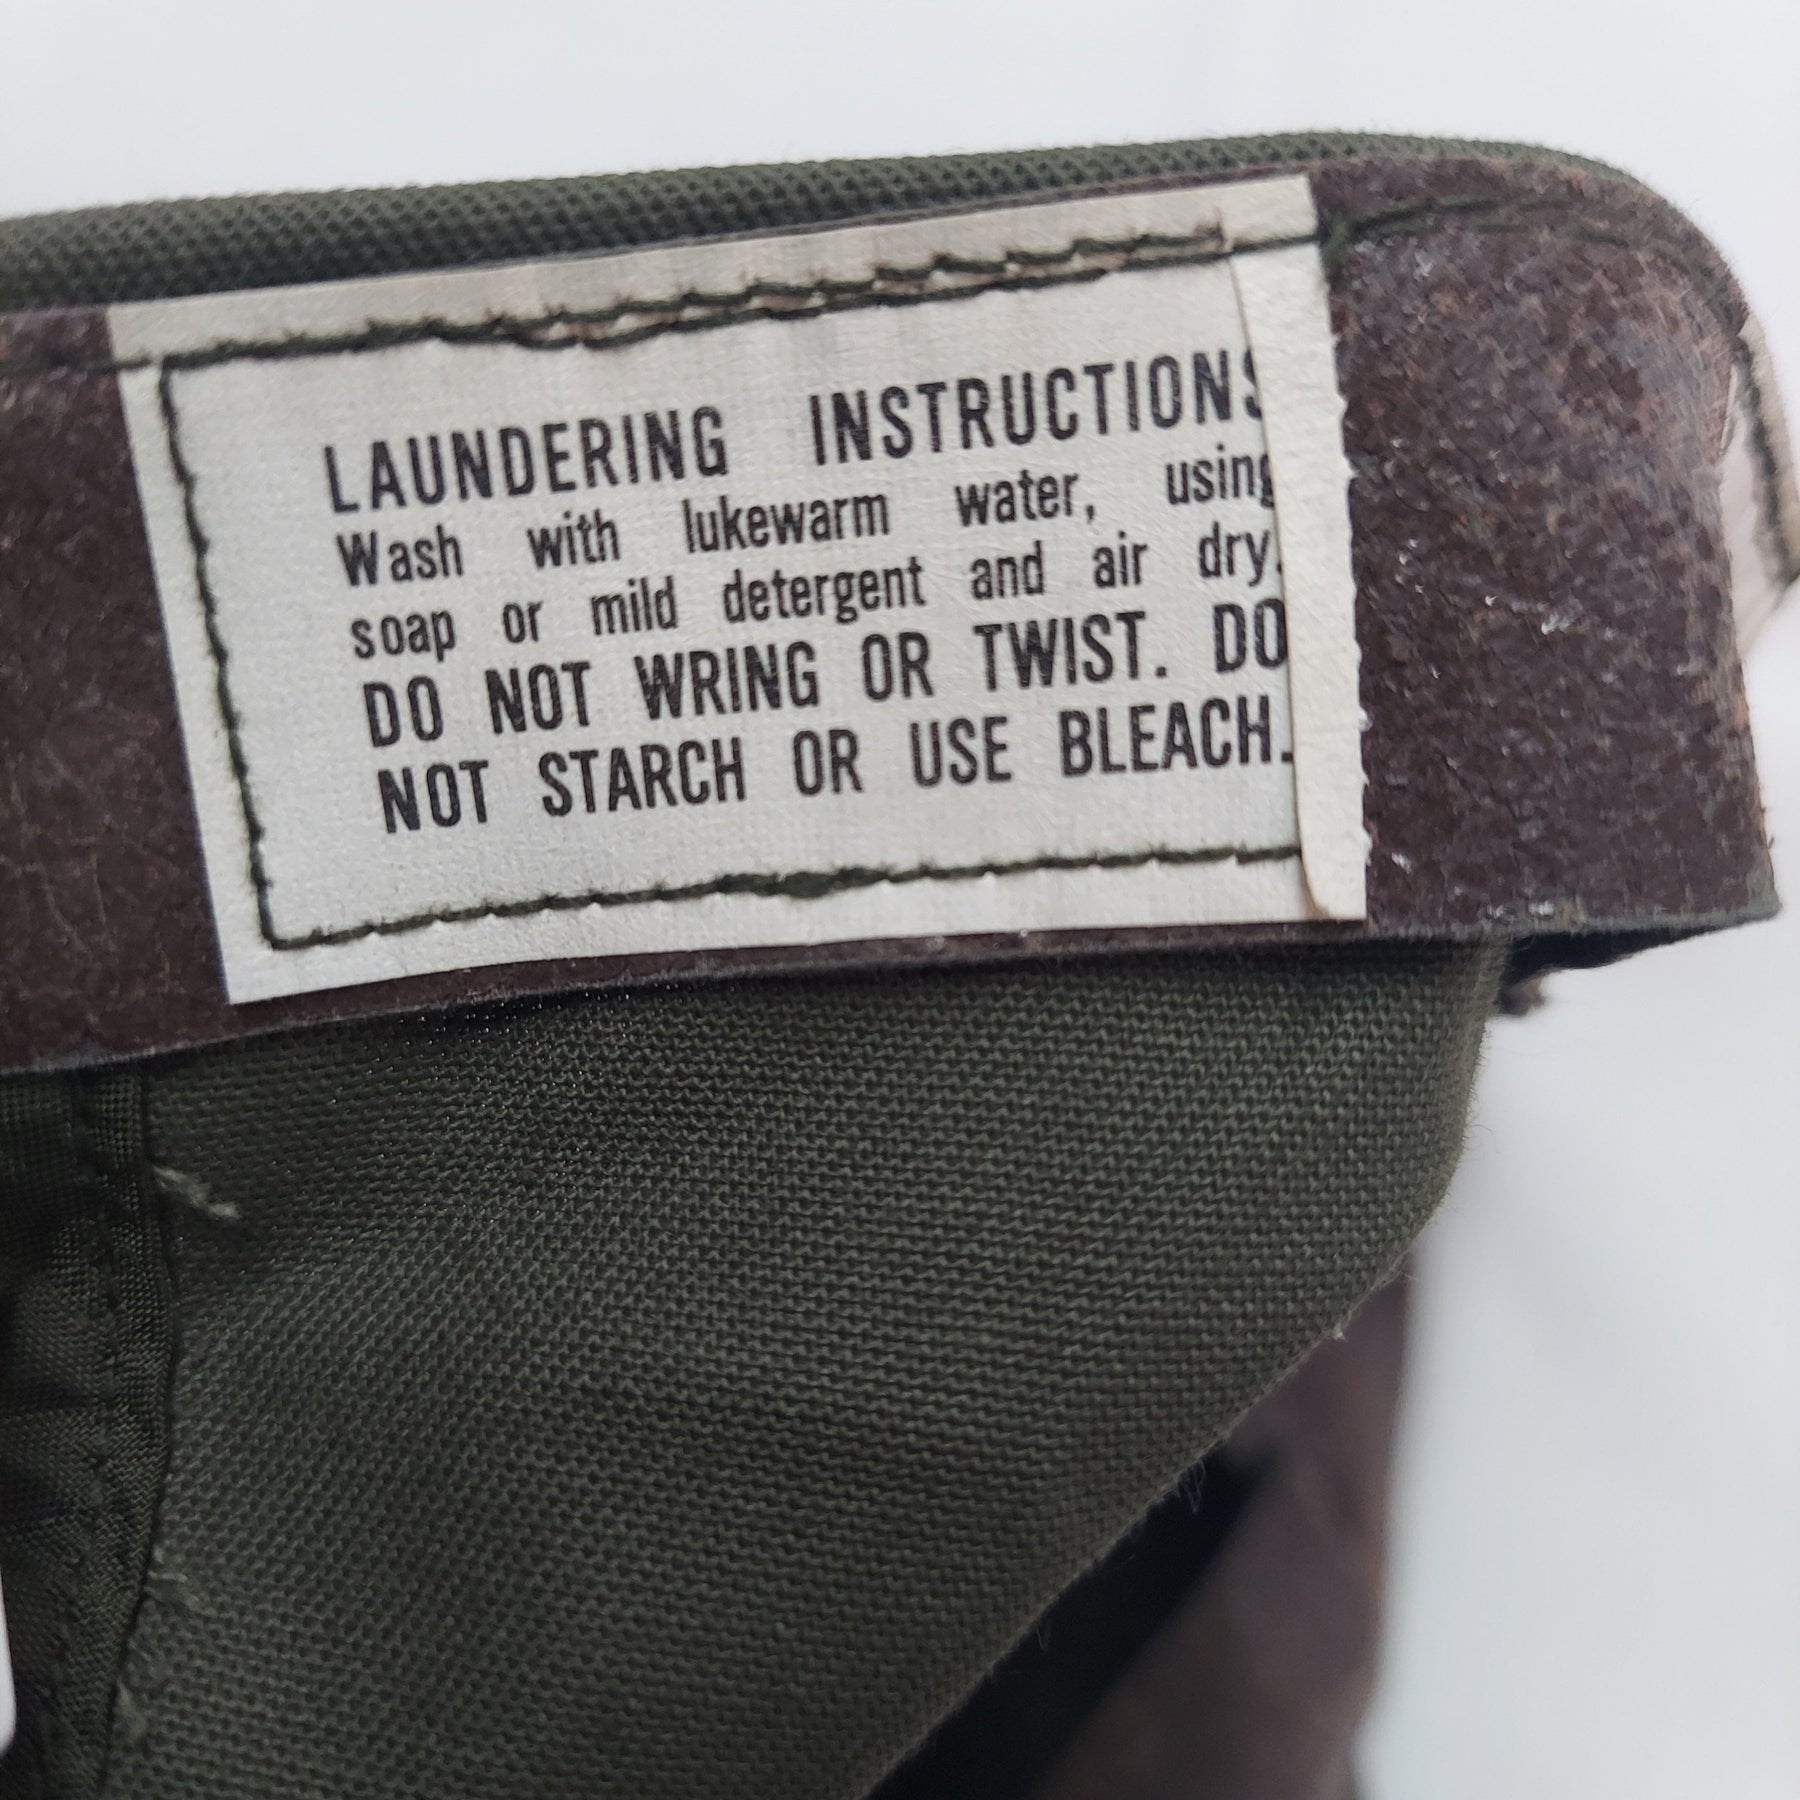 LAUNDERING INSTRUCTIONS
Wash with lukewarm water, using
soap or mild detergent and air dry.
DO NOT WRING OR TWIST. DO
NOT STARCH OR USE BLEACH.